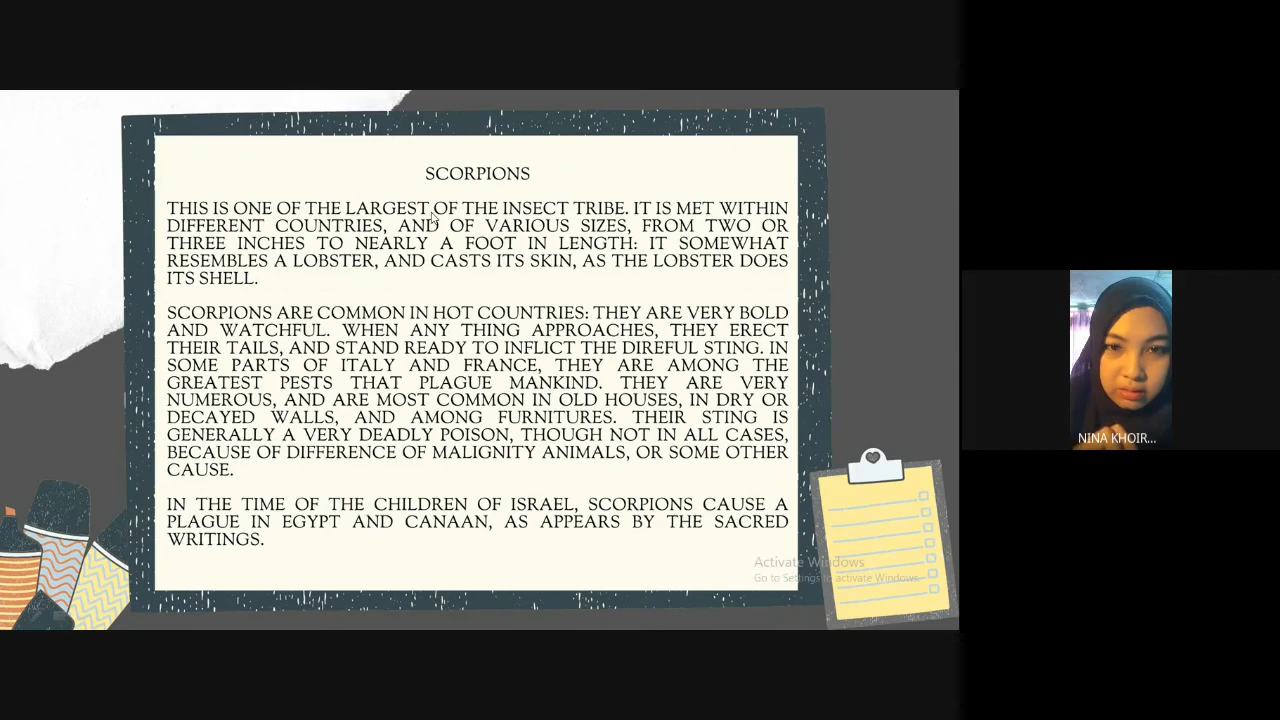 SCORPIONS
THIS IS ONE OF THE LARGEST OF THE INSECT TRIBE. IT IS MET WITHIN
DIFFERENT COUNTRIES, AND OF VARIOUS SIZES, FROM TWO OR
THREE INCHES TO NEARLY A FOOT IN LENGTH: IT SOMEWHAT
RESEMBLES A LOBSTER, AND CASTS ITS SKIN, AS THE LOBSTER DOES
ITS SHELL.
SCORPIONS ARE COMMON IN HOT COUNTRIES: THEY ARE VERY BOLD
AND WATCHFUL. WHEN ANY THING APPROACHES, THEY ERECT
THEIR TAILS, AND STAND READY TO INFLICT THE DIREFUL STING. IN
SOME PARTS OF ITALY AND FRANCE, THEY ARE AMONG THE
GREATEST PESTS THAT PLAGUE MANKIND. THEY ARE VERY
NUMEROUS, AND ARE MOST COMMON IN OLD HOUSES, IN DRY OR
DECAYED WALLS, AND AMONG FURNITURES. THEIR STING IS
GENERALLY A VERY DEADLY POISON, THOUGH NOT IN ALL CASES,
BECAUSE OF DIFFERENCE OF MALIGNITY ANIMALS, OR SOME OTHER
CAUSE.
IN THE TIME OF THE CHILDREN OF ISRAEL, SCORPIONS CAUSE A
PLAGUE IN EGYPT AND CANAAN, AS APPEARS BY THE SACRED
WRITINGS.
Activate Windows
Go to Settings to activate Windows.
NINA KHOIR...